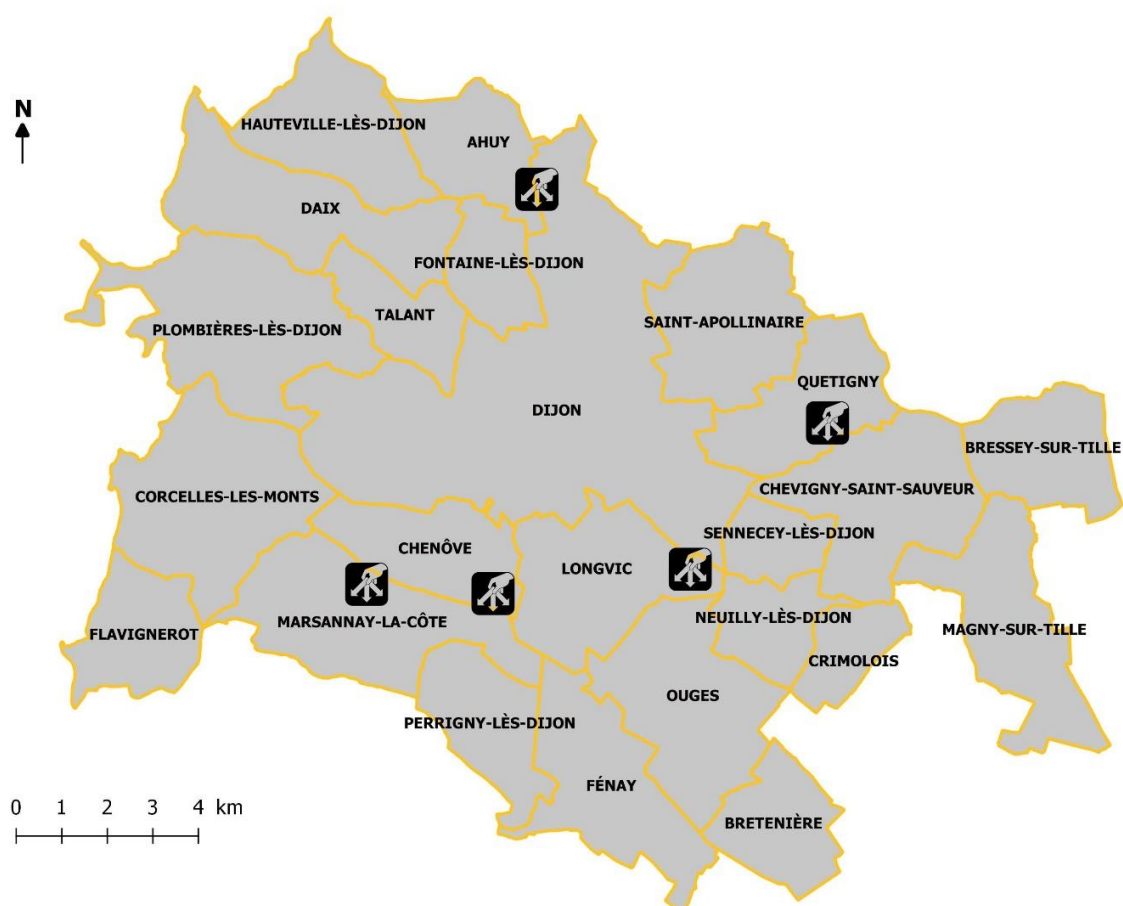 N
HAUTEVILLE-LÈS-DIJON
AHUY
DAIX
FONTAINE-LÈS-DIJON
TALANT
SAINT-APOLLINAIRE
PLOMBIÈRES-LÈS-DIJON
QUETIGNY
DIJON
BRESSEY-SUR-TILLE
CHEVIGNY-SAINT-SAUVEUR
CORCELLES-LES-MONTS
SENNECEY-LÈS-DIJON
CHENÔVE
LONGVIC
NEUILLY-LÈS-DIJON
MARSANNAY-LA-CÔTE
MAGNY-SUR-TILLE
FLAVIGNEROT
CRIMOLOIS
OUGES
PERRIGNY-LÈS-DIJON
FÉNAY
0 1 2 3 4 km
BRETENIÈRE